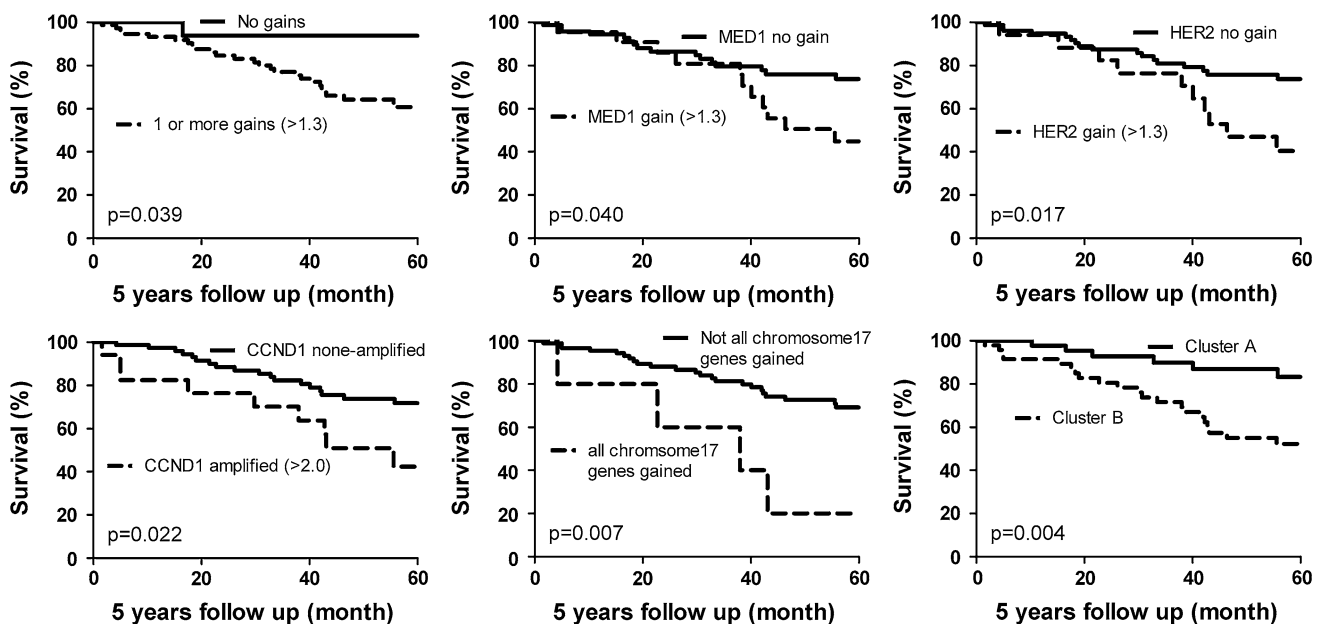 Survival (%)
100
80
60
40
20
0
No gains
1 or more gains (>1.3)
p=0.039
0 20 40 60
5 years follow up (month)
Survival (%)
100
80
60
40
20
0
MED1 no gain
MED1 gain (>1.3)
p=0.040
0 20 40 60
5 years follow up (month)
Survival (%)
100
80
60
40
20
0
HER2 no gain
HER2 gain (>1.3)
p=0.017
0 20 40 60
5 years follow up (month)
Survival (%)
100
80
60
40
20
0
CCND1 none-amplified
CCND1 amplified (>2.0)
p=0.022
0 20 40 60
5 years follow up (month)
Survival (%)
100
80
60
40
20
0
Not all chromosome17
genes gained
all chromsome17
genes gained
p=0.007
0 20 40 60
5 years follow up (month)
Survival (%)
100
80
60
40
20
0
Cluster A
Cluster B
p=0.004
0 20 40 60
5 years follow up (month)